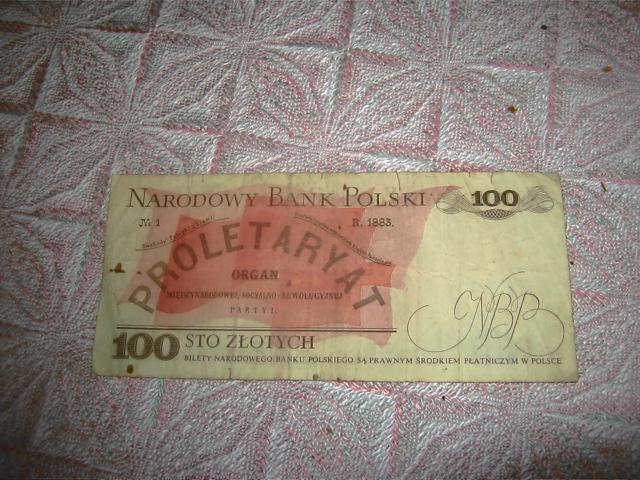 NARODOWY BANK POLSKI
100
№ 1
R. 1883.
PROLETARYAT
ORGAN
MIĘDZYNARODOWEJ SOCYALNO-REWOLUCYJNEJ
PARTYI.
NBP
100 STO ZŁOTYCH
BILETY NARODOWEGO BANKU POLSKIEGO SĄ PRAWNYM ŚRODKIEM PŁATNICZYM W POLSCE